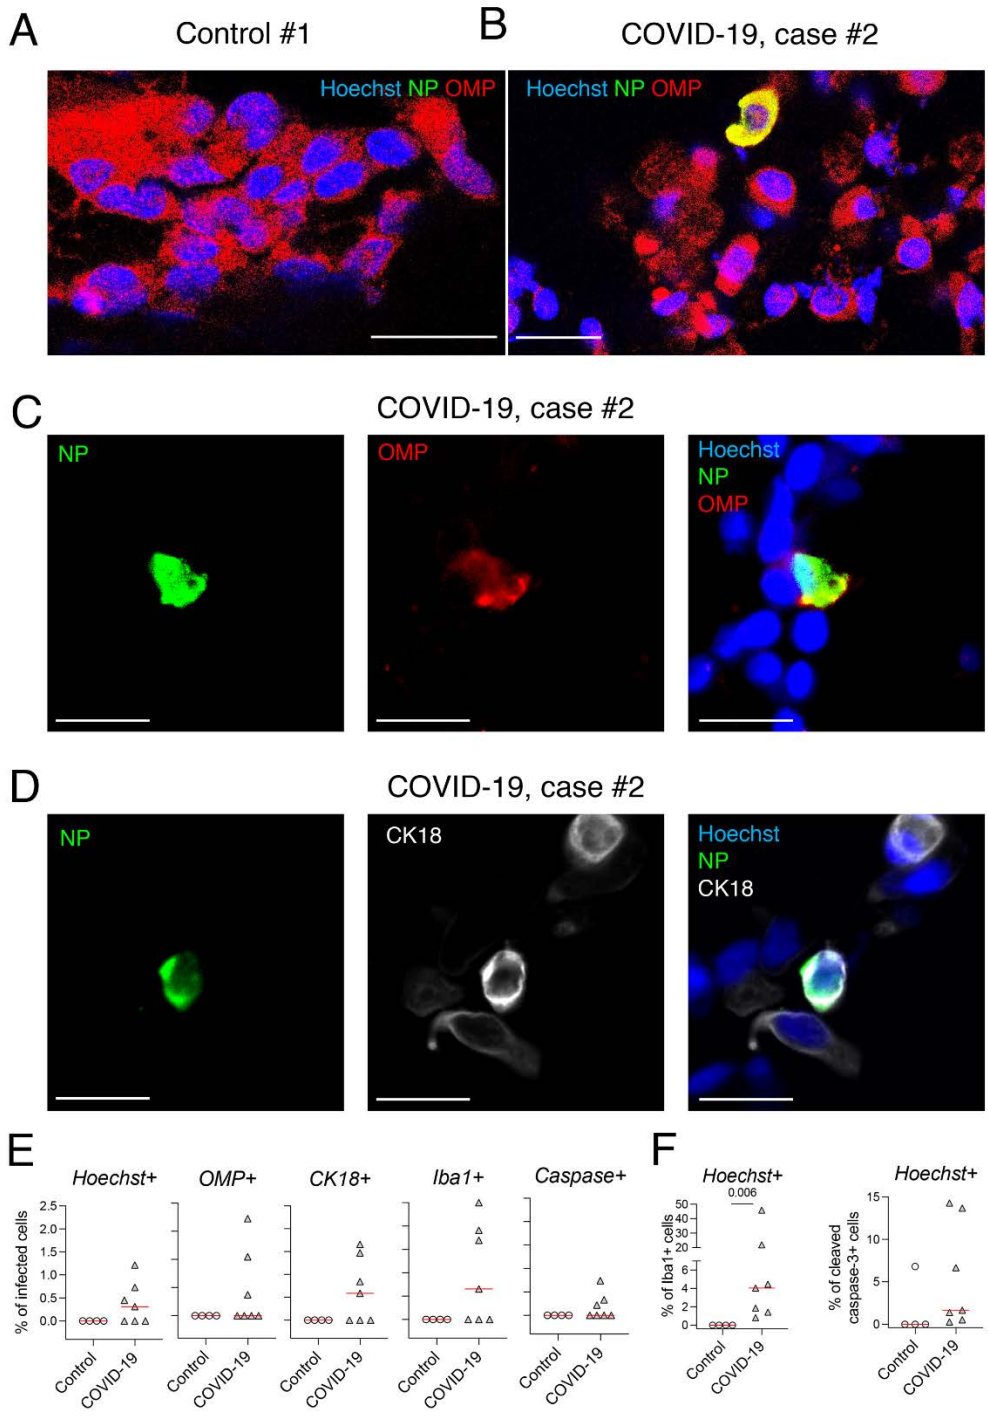 A
Control #1
B
COVID-19, case #2
Hoechst NP OMP
Hoechst NP OMP
C
COVID-19, case #2
NP
OMP
Hoechst
NP
OMP
D
COVID-19, case #2
NP
CK18
Hoechst
NP
CK18
E
Hoechst+
OMP+
CK18+
Iba1+
Caspase+
% of infected cells
2.5
2.0
1.5
1.0
0.5
0.0
Control
COVID-19
Control
COVID-19
Control
COVID-19
Control
COVID-19
Control
COVID-19
F
Hoechst+
0.006
% of Iba1+ cells
50
40
30
20
6
4
2
0
Control
COVID-19
Hoechst+
% of cleaved
caspase-3+ cells
15
10
5
0
Control
COVID-19